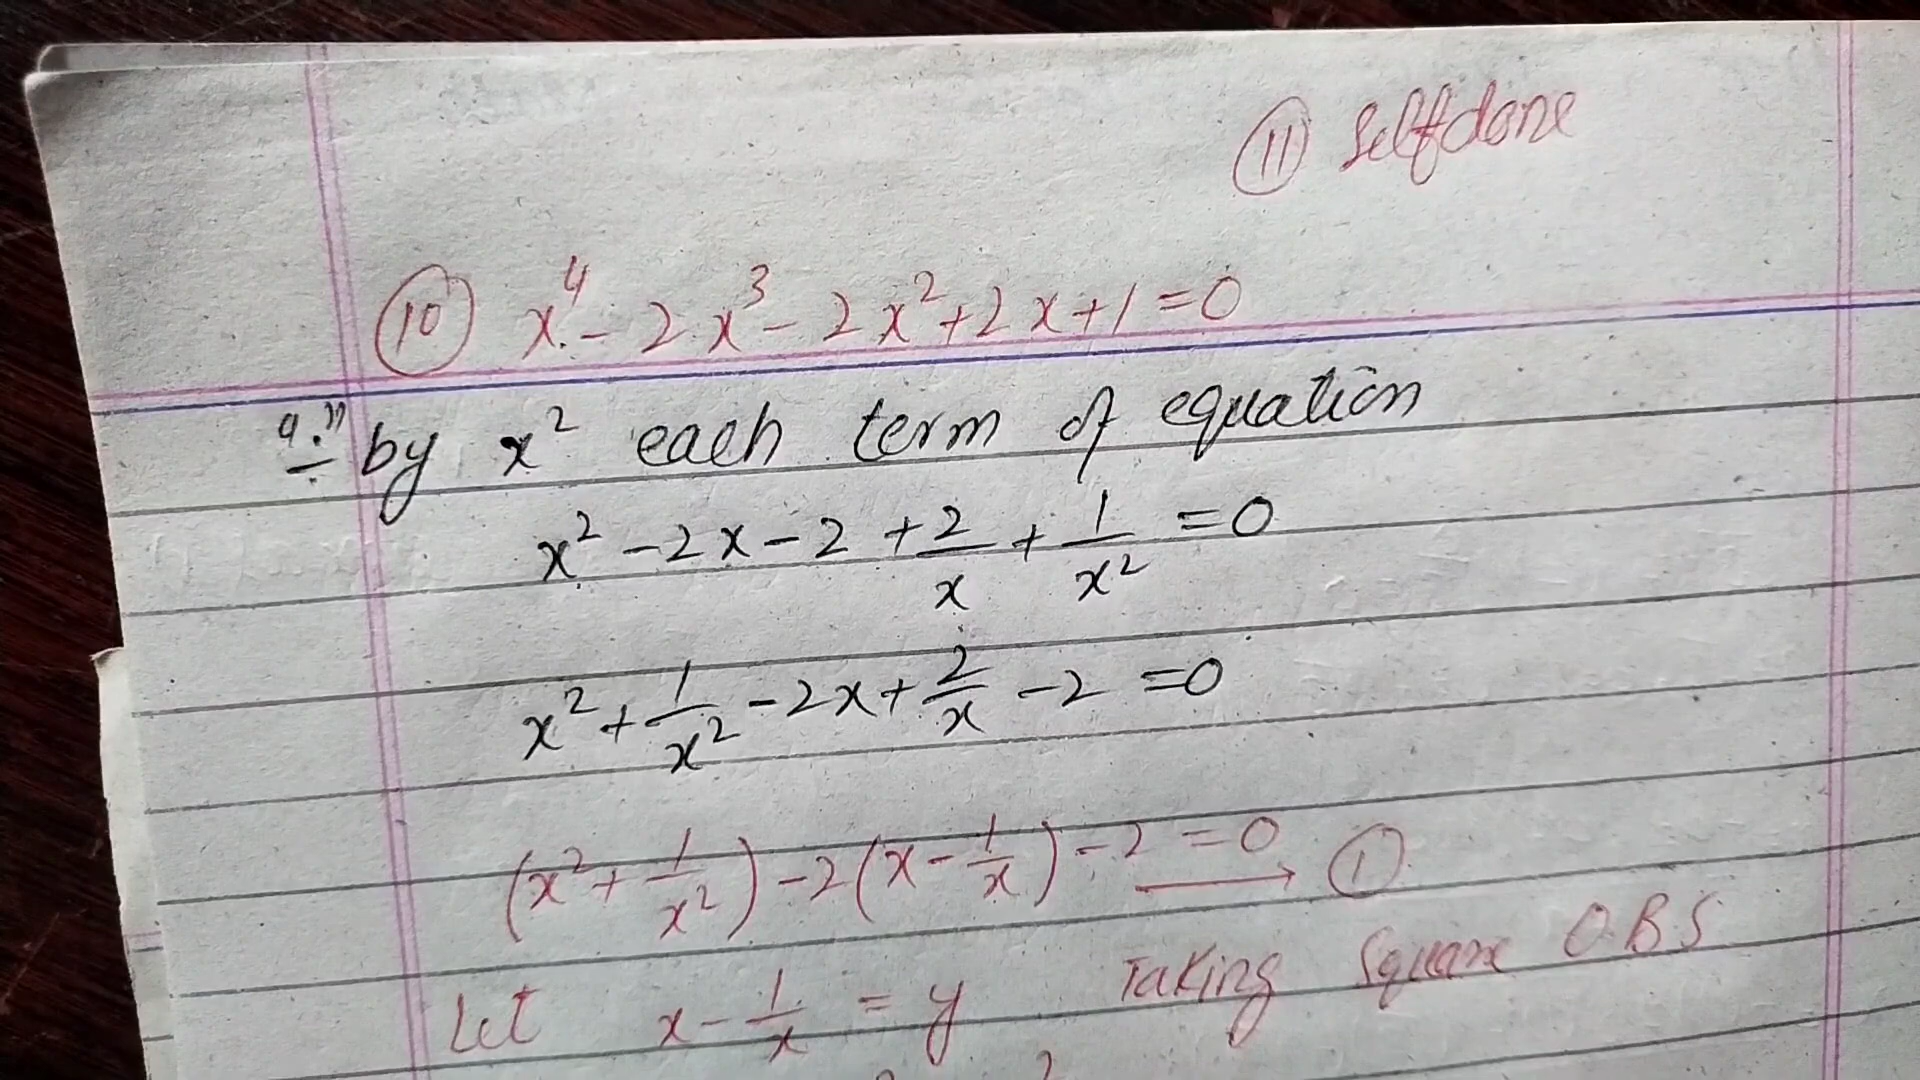 ⑪ Selfdone
⑩ x⁴ - 2x³ - 2x² + 2x + 1 = 0
÷ by x² each term of equation
x² - 2x - 2 + 2/x + 1/x² = 0
x² + 1/x² - 2x + 2/x - 2 = 0
(x² + 1/x²) - 2(x - 1/x) - 2 = 0 → ①
Let x - 1/x = y Taking Square O.B.S